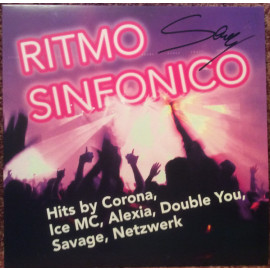 RITMO
SINFONICO
Hits by Corona,
Ice MC, Alexia, Double You,
Savage, Netzwerk